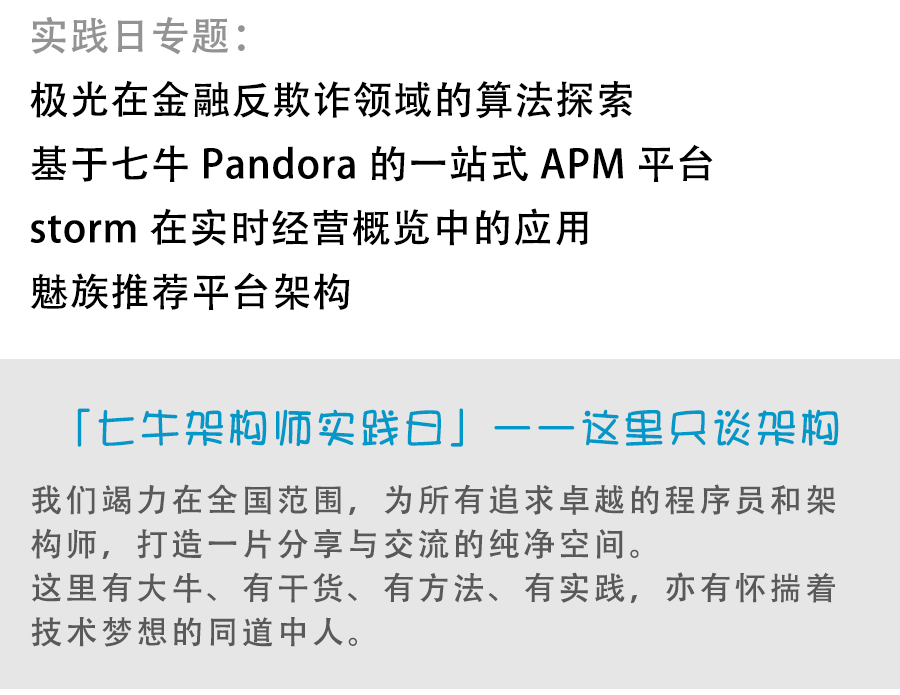 实践日专题：
极光在金融反欺诈领域的算法探索
基于七牛 Pandora 的一站式 APM 平台
storm 在实时经营概览中的应用
魅族推荐平台架构
「七牛架构师实践日」——这里只谈架构
我们竭力在全国范围，为所有追求卓越的程序员和架
构师，打造一片分享与交流的纯净空间。
这里有大牛、有干货、有方法、有实践，亦有怀揣着
技术梦想的同道中人。